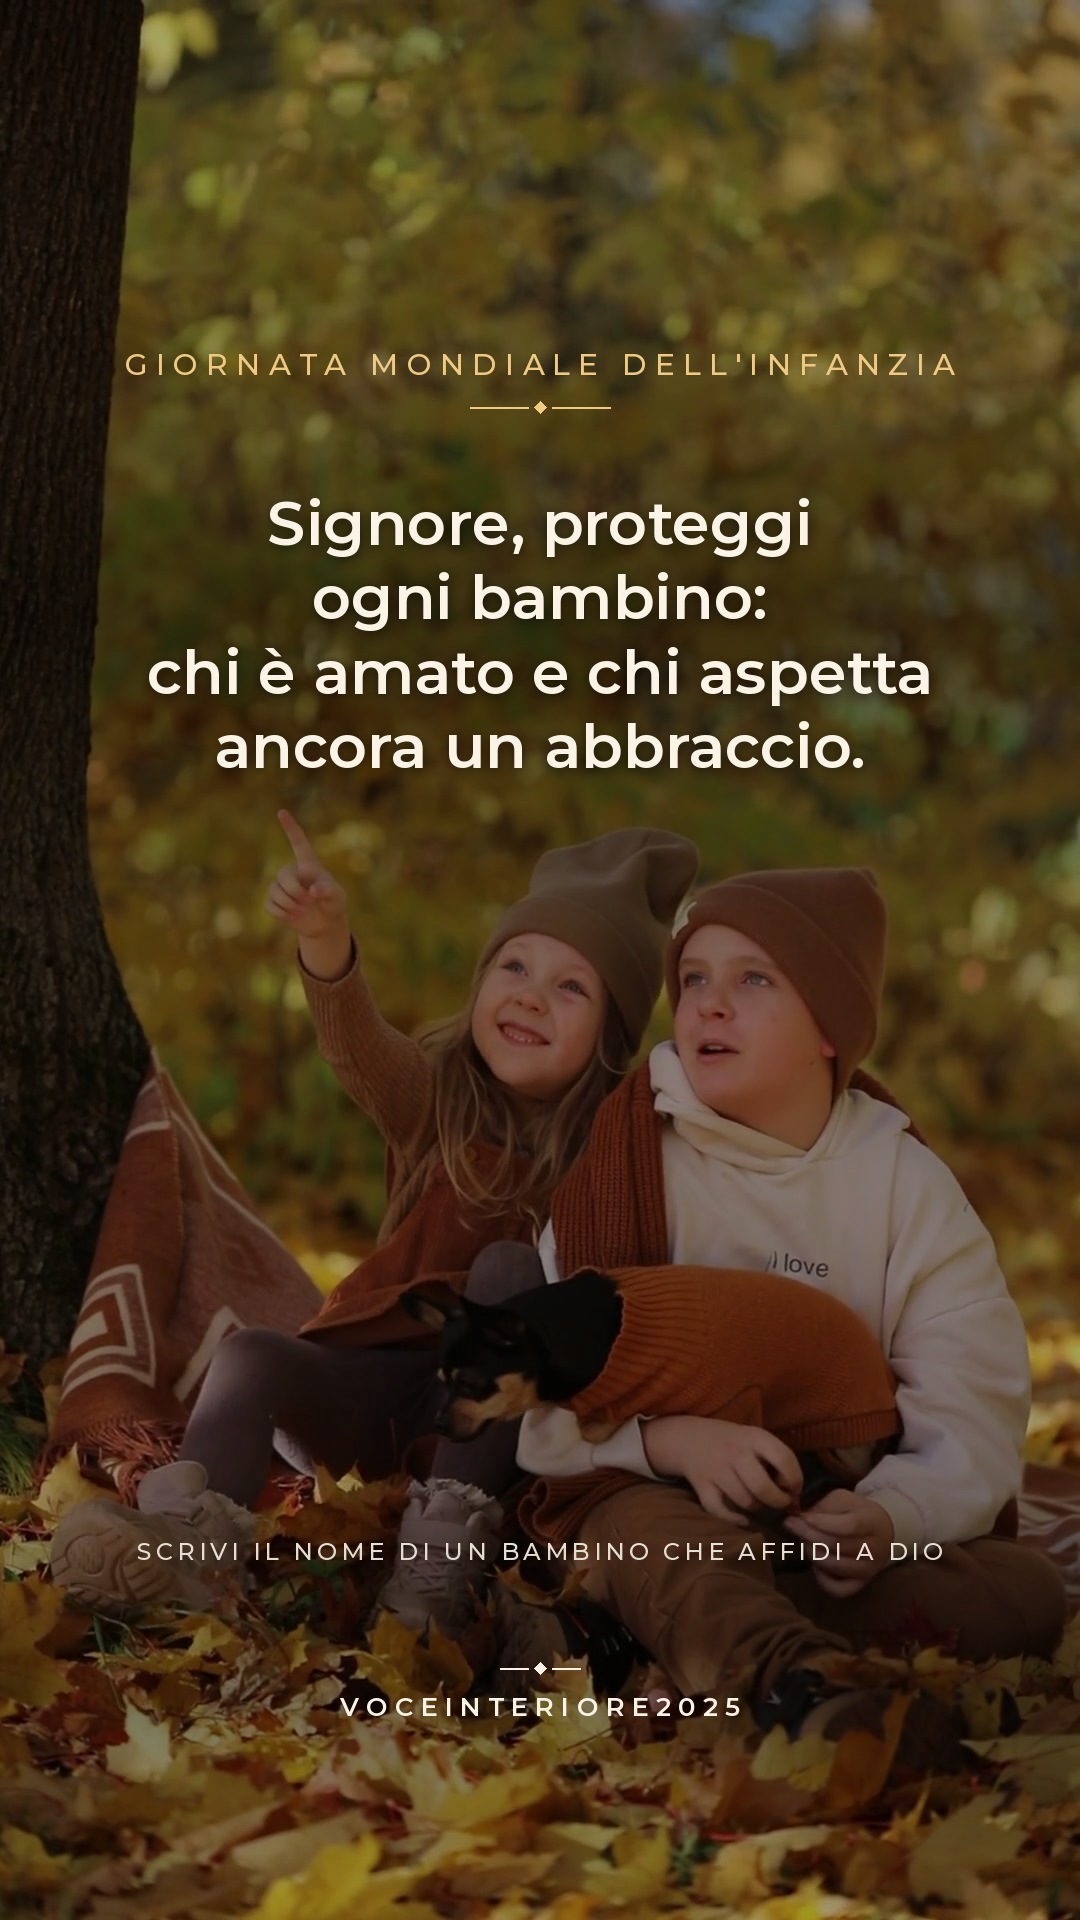 GIORNATA MONDIALE DELL'INFANZIA
Signore, proteggi
ogni bambino:
chi è amato e chi aspetta
ancora un abbraccio.
I love
SCRIVI IL NOME DI UN BAMBINO CHE AFFIDI A DIO
VOCEINTERIORE2025